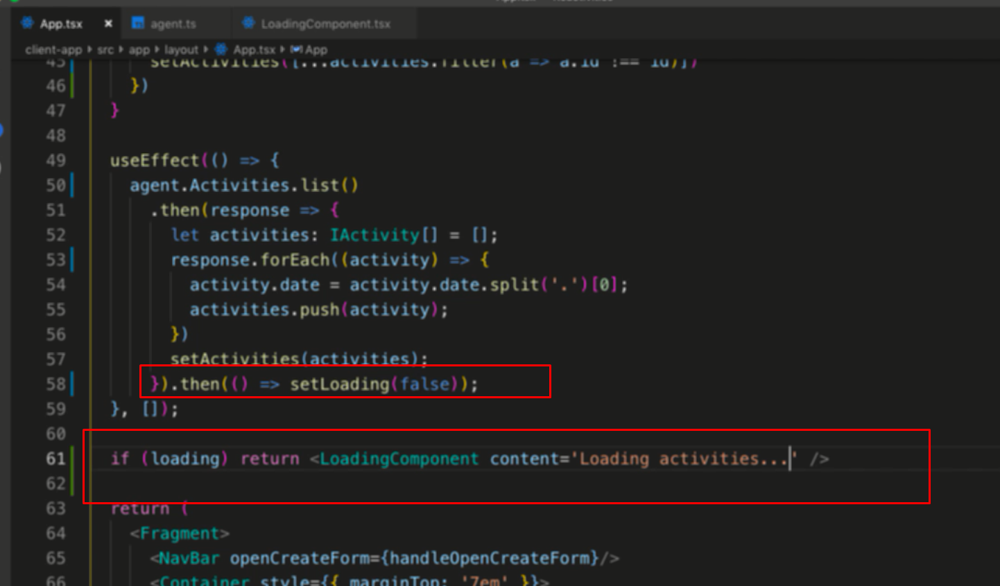 App.tsx × TS agent.ts LoadingComponent.tsx
client-app src app layout App.tsx App
45 setActivities([...activities.filter(a => a.id !== id)])
46 })
47 }
48
49 useEffect(() => {
50 agent.Activities.list()
51 .then(response => {
52 let activities: IActivity[] = [];
53 response.forEach((activity) => {
54 activity.date = activity.date.split('.')[0];
55 activities.push(activity);
56 })
57 setActivities(activities);
58 }).then(() => setLoading(false));
59 }, []);
60
61 if (loading) return <LoadingComponent content='Loading activities...' />
62
63 return (
64 <Fragment>
65 <NavBar openCreateForm={handleOpenCreateForm}/>
66 <Container style={{ marginTop: '7em' }}>